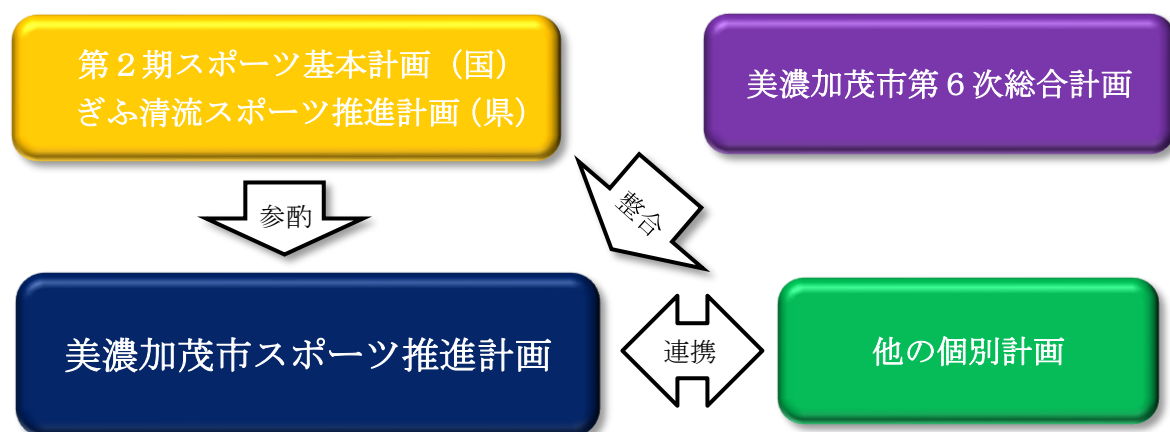 第２期スポーツ基本計画（国）
ぎふ清流スポーツ推進計画（県）
美濃加茂市第６次総合計画
参酌
整合
美濃加茂市スポーツ推進計画
連携
他の個別計画